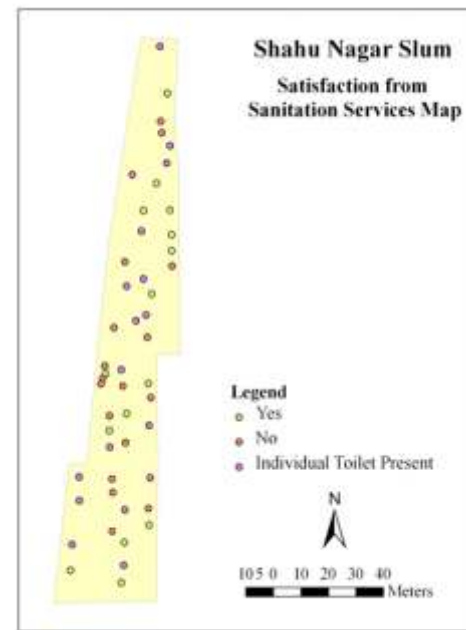 Shahu Nagar Slum
Satisfaction from
Sanitation Services Map
Legend
Yes
No
Individual Toilet Present
N
10 5 0 10 20 30 40
Meters